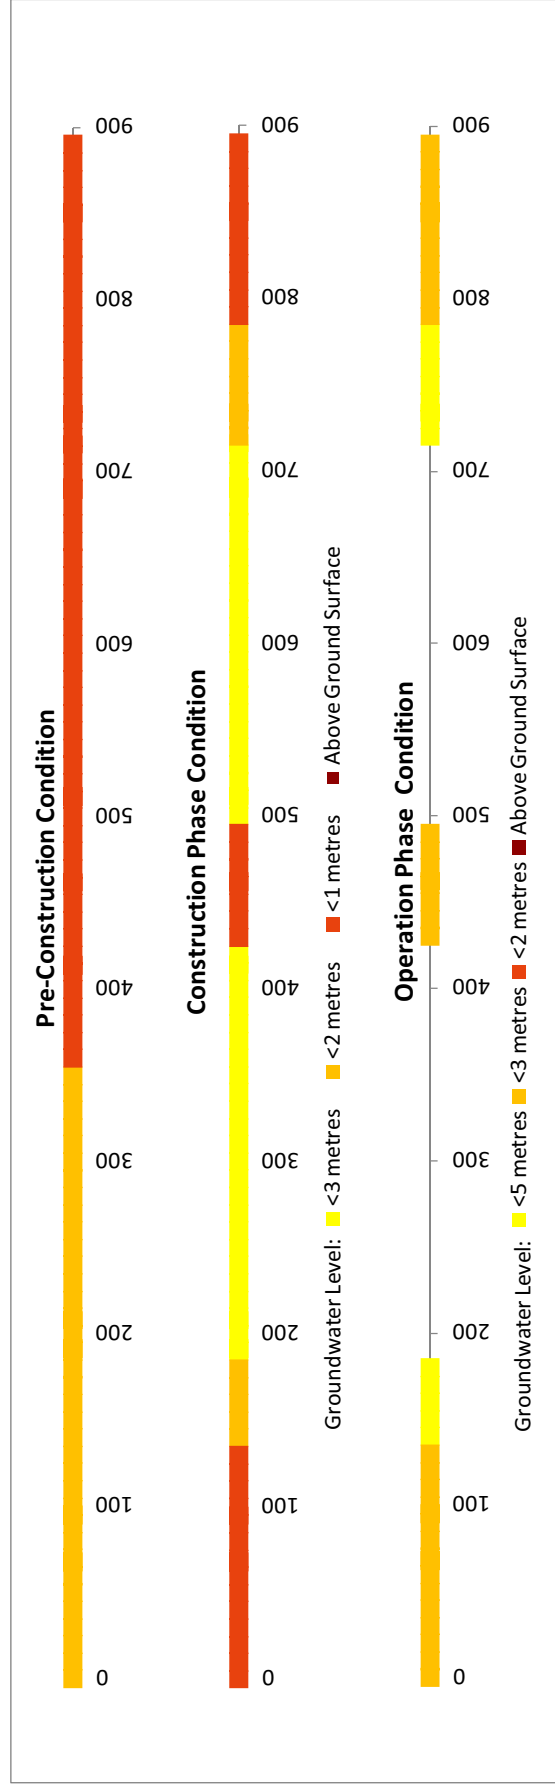 Pre-Construction Condition
0 100 200 300 400 500 600 700 800 900
Construction Phase Condition
0 100 200 300 400 500 600 700 800 900
Groundwater Level: <3 metres <2 metres <1 metres Above Ground Surface
Operation Phase Condition
0 100 200 300 400 500 600 700 800 900
Groundwater Level: <5 metres <3 metres <2 metres Above Ground Surface